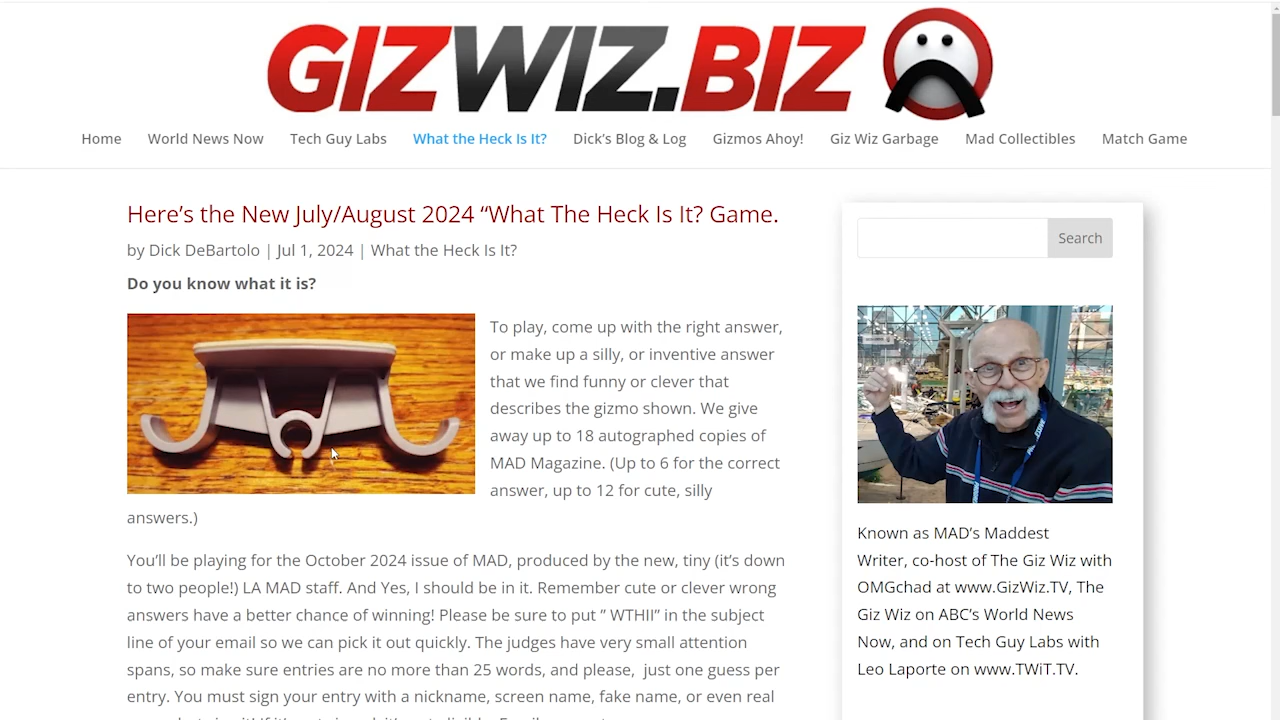 GIZWIZ.BIZ
Home World News Now Tech Guy Labs What the Heck Is It? Dick's Blog & Log Gizmos Ahoy! Giz Wiz Garbage Mad Collectibles Match Game
Here's the New July/August 2024 “What The Heck Is It? Game.
by Dick DeBartolo | Jul 1, 2024 | What the Heck Is It?
Do you know what it is?
To play, come up with the right answer,
or make up a silly, or inventive answer
that we find funny or clever that
describes the gizmo shown. We give
away up to 18 autographed copies of
MAD Magazine. (Up to 6 for the correct
answer, up to 12 for cute, silly
answers.)
You'll be playing for the October 2024 issue of MAD, produced by the new, tiny (it's down
to two people!) LA MAD staff. And Yes, I should be in it. Remember cute or clever wrong
answers have a better chance of winning! Please be sure to put ” WTHII” in the subject
line of your email so we can pick it out quickly. The judges have very small attention
spans, so make sure entries are no more than 25 words, and please, just one guess per
entry. You must sign your entry with a nickname, screen name, fake name, or even real
Search
Known as MAD's Maddest
Writer, co-host of The Giz Wiz with
OMGchad at www.GizWiz.TV, The
Giz Wiz on ABC's World News
Now, and on Tech Guy Labs with
Leo Laporte on www.TWiT.TV.